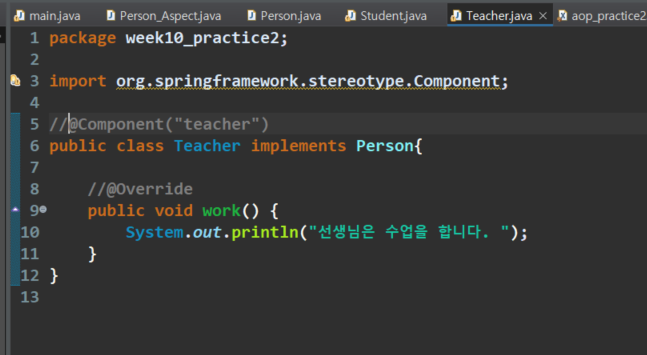 main.java Person_Aspect.java Person.java Student.java Teacher.java aop_practice2
1 package week10_practice2;
2
3 import org.springframework.stereotype.Component;
4
5 //@Component("teacher")
6 public class Teacher implements Person{
7
8 //@Override
9 public void work() {
10 System.out.println("선생님은 수업을 합니다. ");
11 }
12 }
13